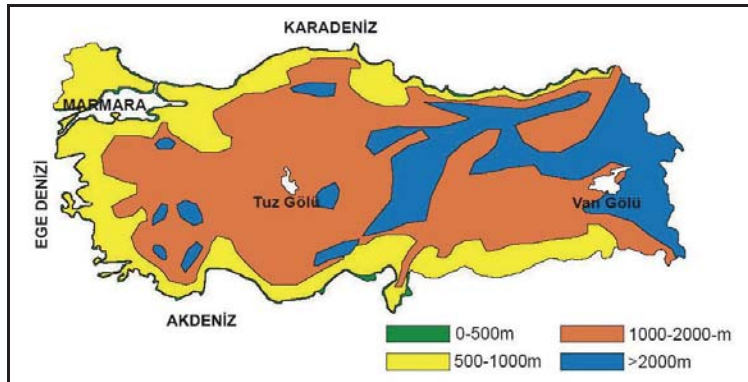 KARADENİZ
MARMARA
EGE DENİZİ
Tuz Gölü
Van Gölü
AKDENİZ
0-500m
1000-2000-m
500-1000m
>2000m